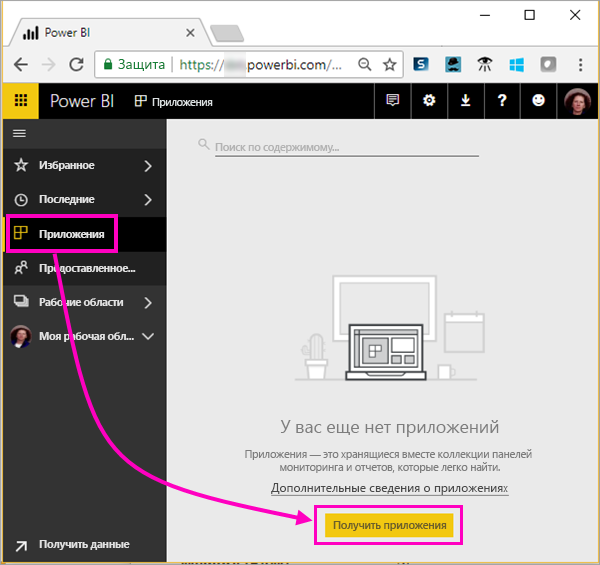 Power BI
Защита https:// powerbi.com/...
Power BI Приложения
Избранное
Последние
Приложения
Предоставленное...
Рабочие области
Моя рабочая обл...
Получить данные
Поиск по содержимому...
У вас еще нет приложений
Приложения — это хранящиеся вместе коллекции панелей
мониторинга и отчетов, которые легко найти.
Дополнительные сведения о приложениях
Получить приложения